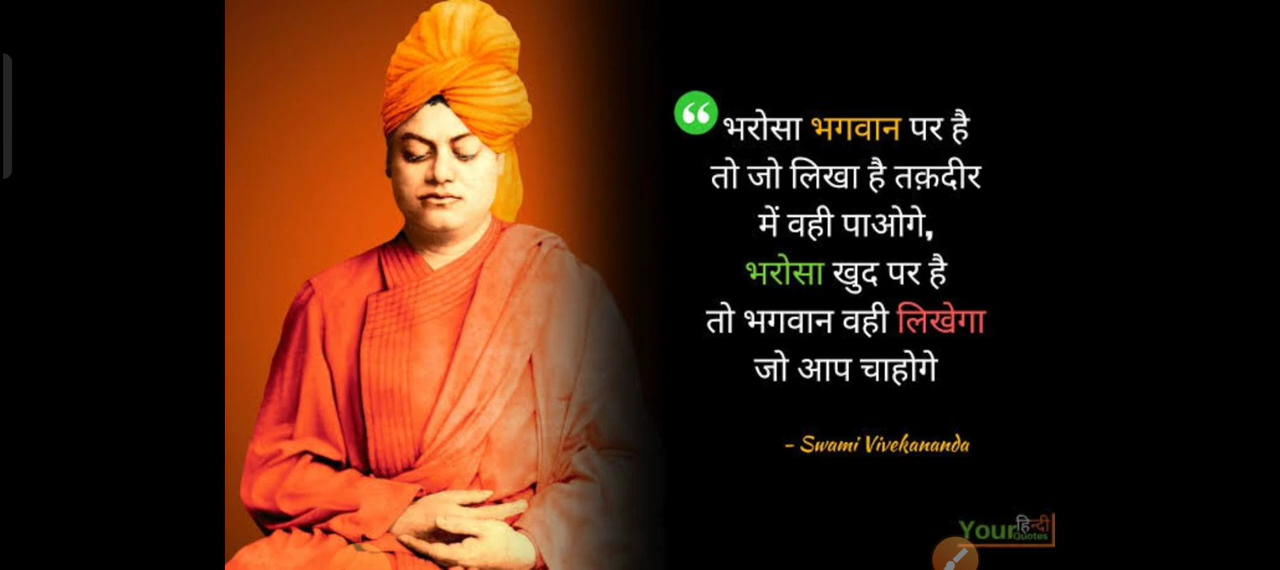 भरोसा भगवान पर है
तो जो लिखा है तक़दीर
में वही पाओगे,
भरोसा खुद पर है
तो भगवान वही लिखेगा
जो आप चाहोगे
- Swami Vivekananda
Your हिन्दी Quotes